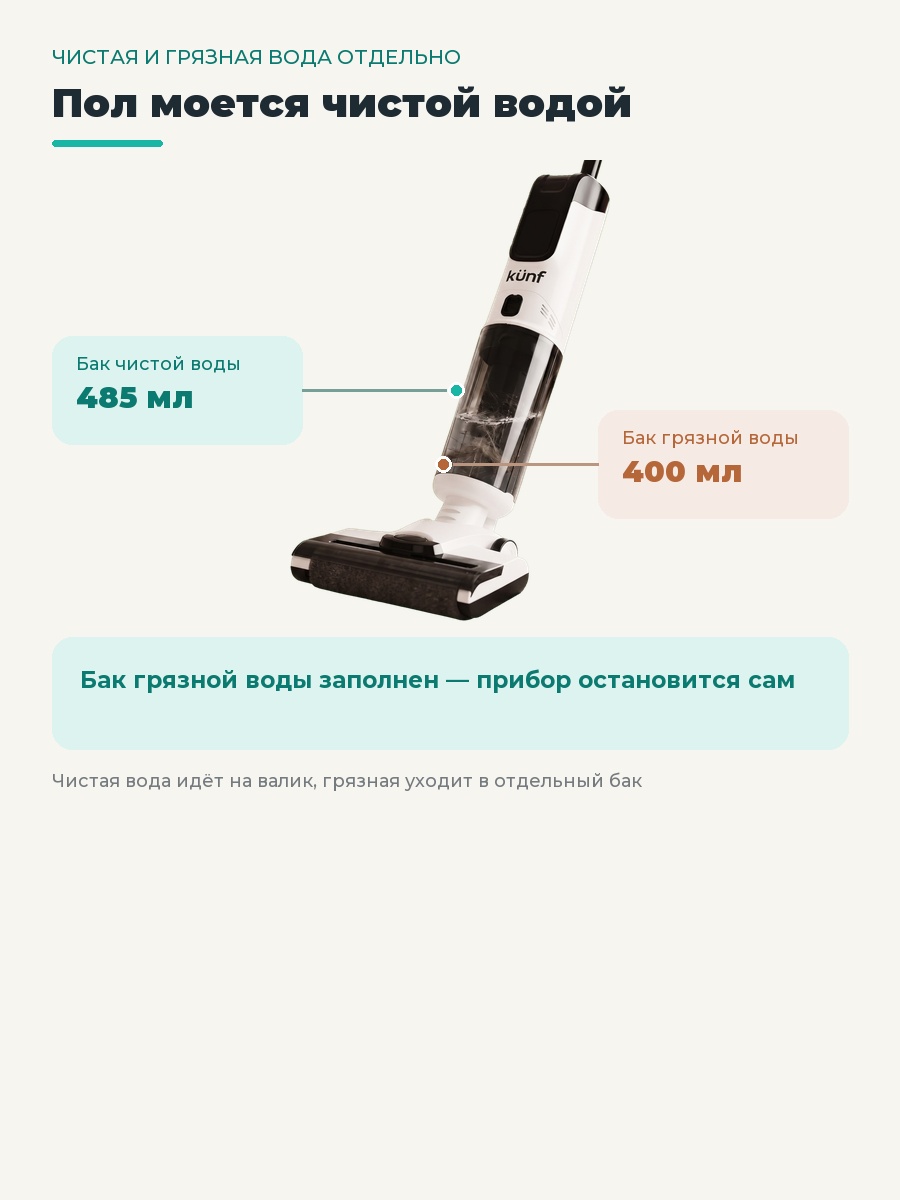 ЧИСТАЯ И ГРЯЗНАЯ ВОДА ОТДЕЛЬНО
Пол моется чистой водой
künf
Бак чистой воды
485 мл
Бак грязной воды
400 мл
Бак грязной воды заполнен — прибор остановится сам
Чистая вода идёт на валик, грязная уходит в отдельный бак